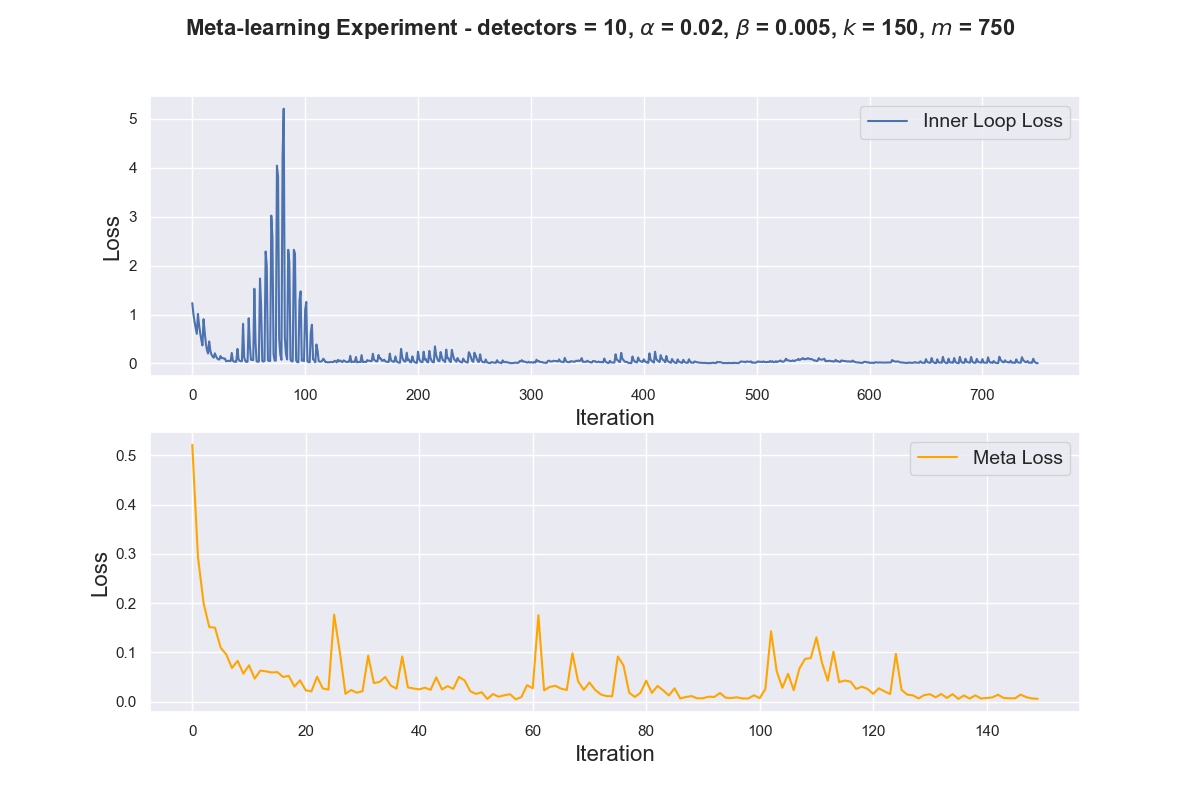 Meta-learning Experiment - detectors = 10, α = 0.02, β = 0.005, k = 150, m = 750
5
4
3
2
1
0
Loss
Inner Loop Loss
0 100 200 300 400 500 600 700
Iteration
0.5
0.4
0.3
0.2
0.1
0.0
Loss
Meta Loss
0 20 40 60 80 100 120 140
Iteration